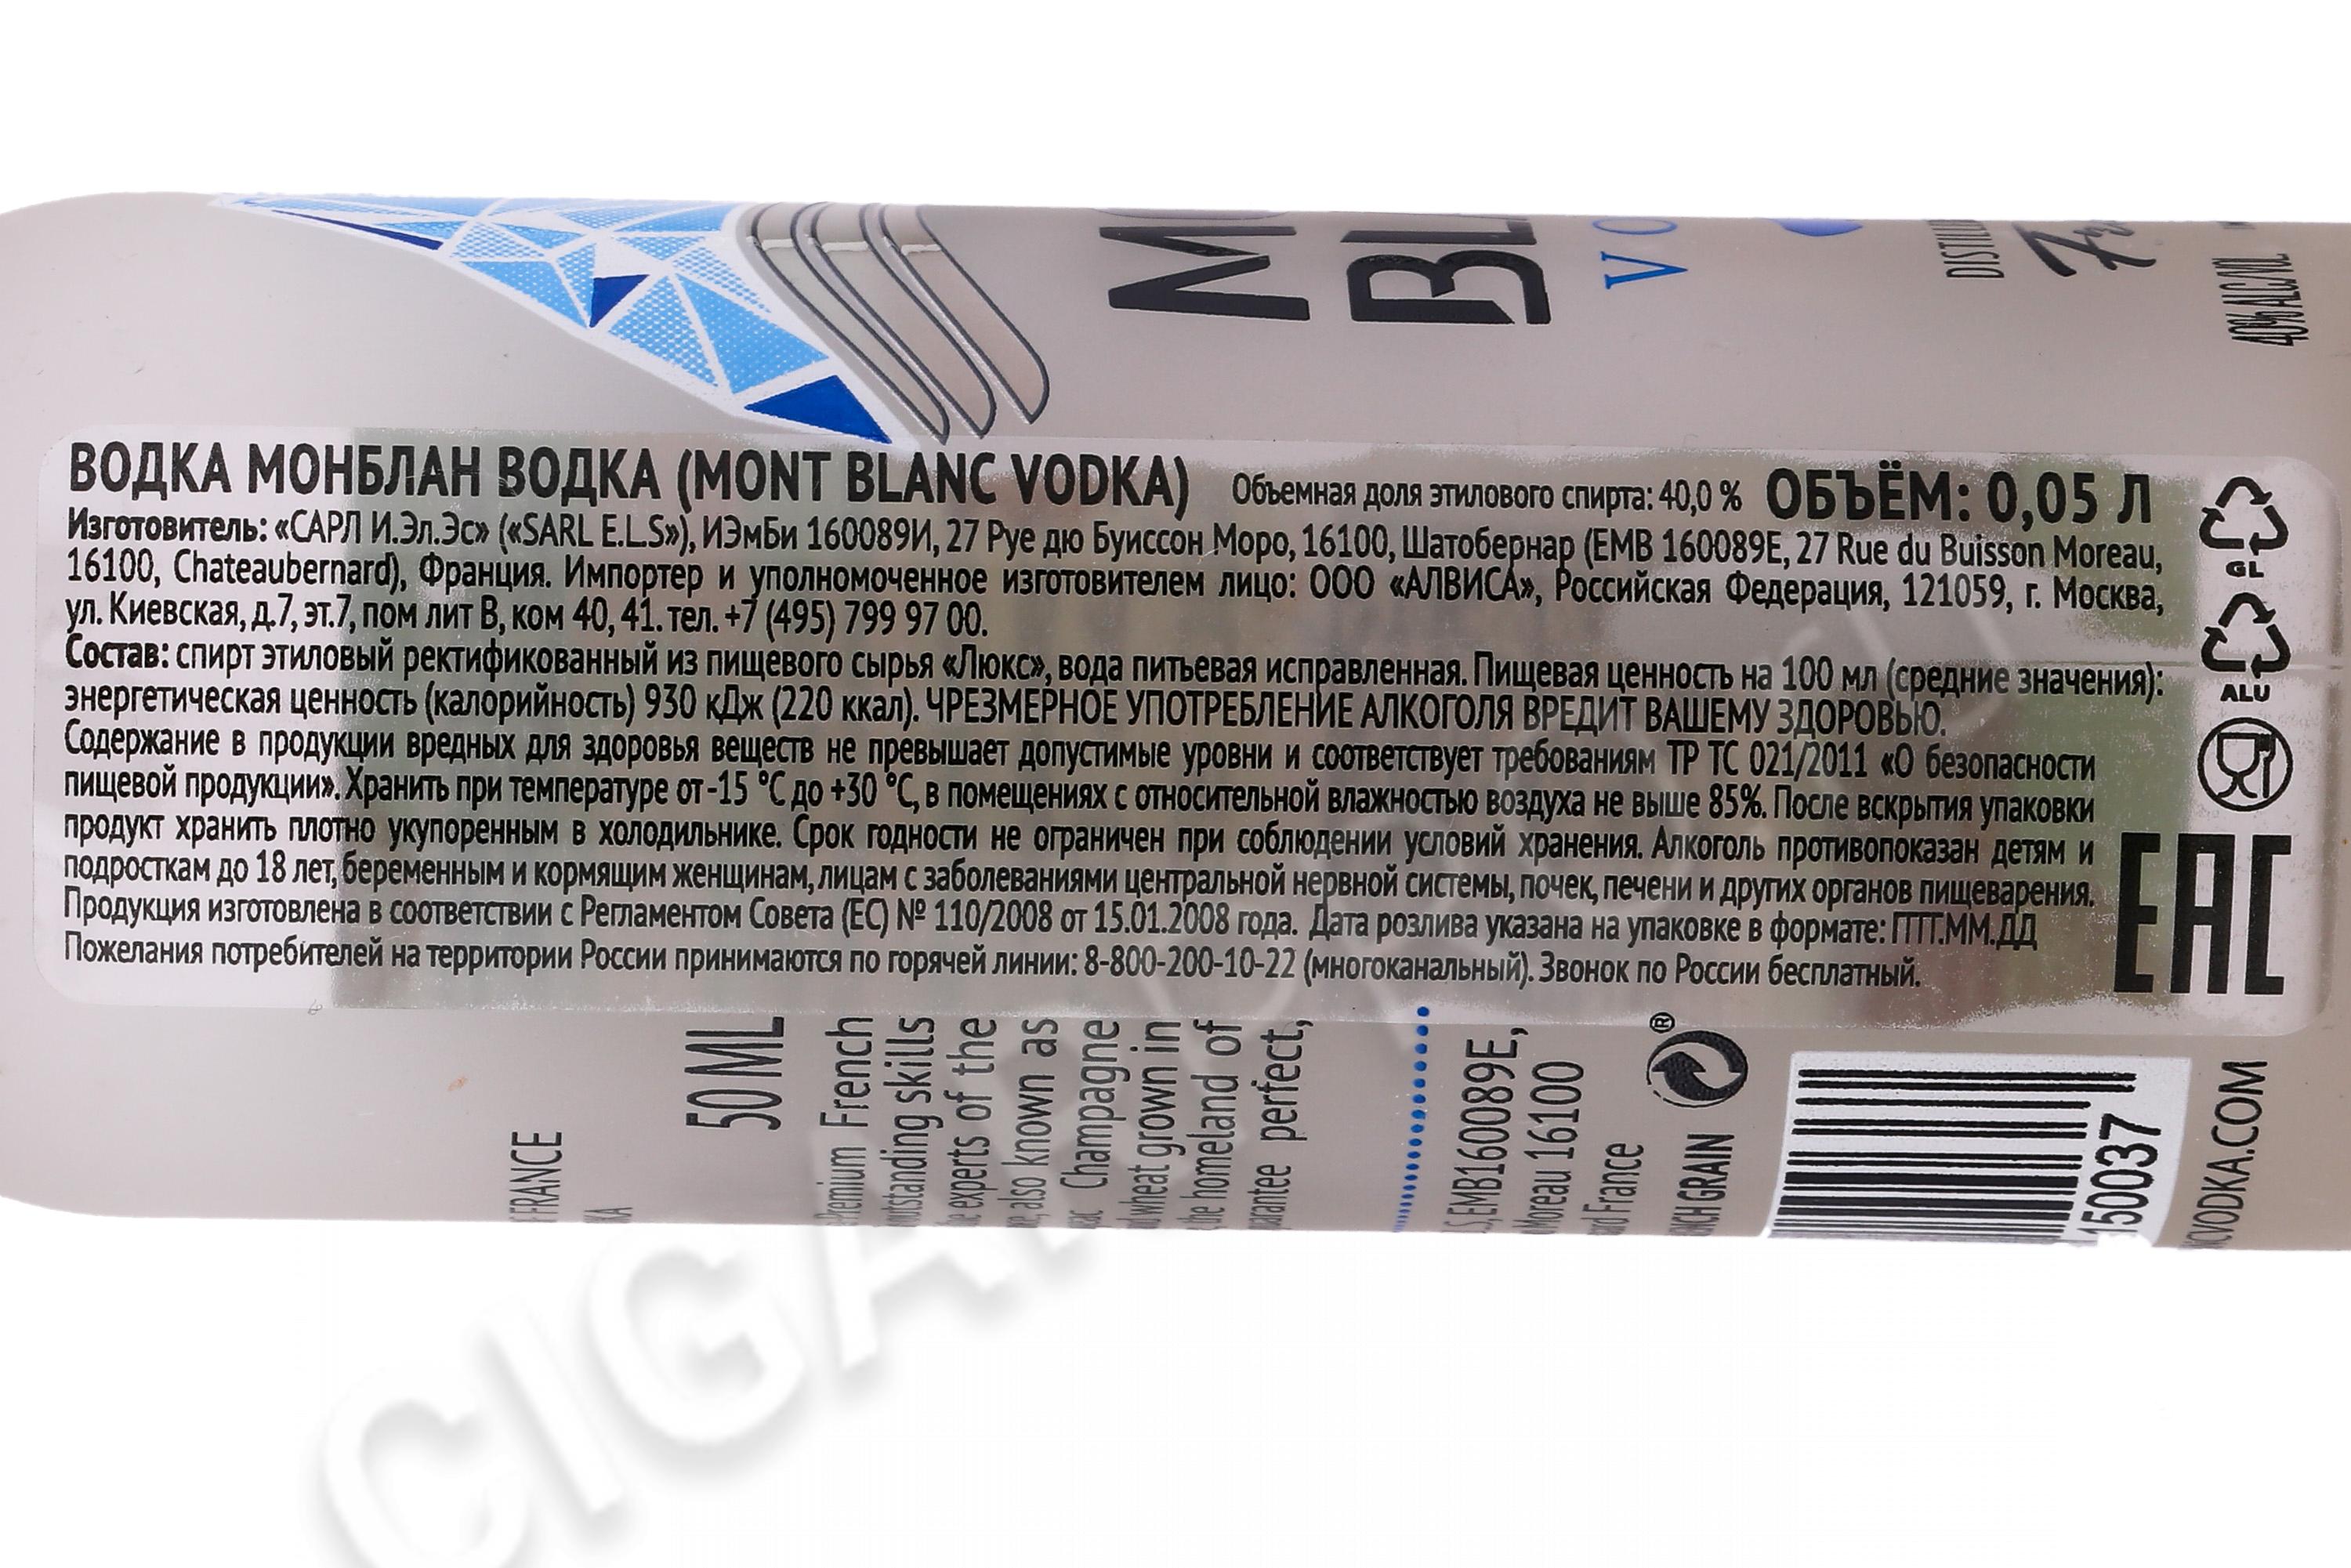 ВОДКА МОНБЛАН ВОДКА (MONT BLANC VODKA) Объемная доля этилового спирта: 40,0 % ОБЪЁМ: 0,05 Л
Изготовитель: «САРЛ И.Эл.Эс» («SARL E.L.S»), ИЭмБи 160089И, 27 Руе дю Буиссон Моро, 16100, Шатобернар (EMB 160089E, 27 Rue du Buisson Moreau,
16100, Chateaubernard), Франция. Импортер и уполномоченное изготовителем лицо: ООО «АЛВИСА», Российская Федерация, 121059, г. Москва,
ул. Киевская, д.7, эт.7, пом лит В, ком 40, 41. тел. +7 (495) 799 97 00.
Состав: спирт этиловый ректификованный из пищевого сырья «Люкс», вода питьевая исправленная. Пищевая ценность на 100 мл (средние значения):
энергетическая ценность (калорийность) 930 кДж (220 ккал). ЧРЕЗМЕРНОЕ УПОТРЕБЛЕНИЕ АЛКОГОЛЯ ВРЕДИТ ВАШЕМУ ЗДОРОВЬЮ.
Содержание в продукции вредных для здоровья веществ не превышает допустимые уровни и соответствует требованиям ТР ТС 021/2011 «О безопасности
пищевой продукции». Хранить при температуре от -15 °С до +30 °С, в помещениях с относительной влажностью воздуха не выше 85%. После вскрытия упаковки
продукт хранить плотно укупоренным в холодильнике. Срок годности не ограничен при соблюдении условий хранения. Алкоголь противопоказан детям и
подросткам до 18 лет, беременным и кормящим женщинам, лицам с заболеваниями центральной нервной системы, почек, печени и других органов пищеварения.
Продукция изготовлена в соответствии с Регламентом Совета (ЕС) № 110/2008 от 15.01.2008 года. Дата розлива указана на упаковке в формате: ГГГГ.ММ.ДД
Пожелания потребителей на территории России принимаются по горячей линии: 8-800-200-10-22 (многоканальный). Звонок по России бесплатный.
GL
ALU
EAC
40% ALC./VOL.
FRANCE
50 ML
French
skills
experts of the
also known as
Champagne
wheat grown in
the homeland of
perfect,
EMB160089E,
Moreau 16100
France
GRAIN
®
150037
VODKA.COM